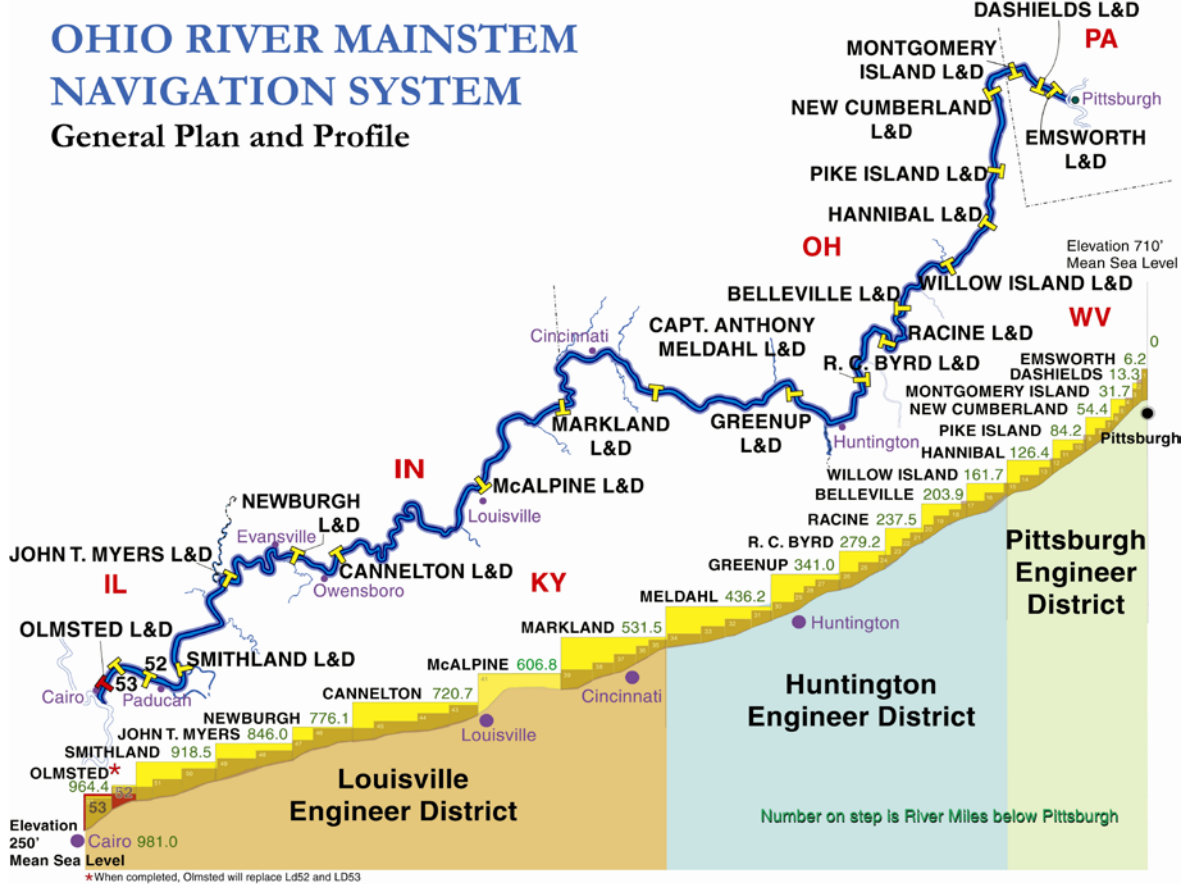 OHIO RIVER MAINSTEM
NAVIGATION SYSTEM
General Plan and Profile
DASHIELDS L&D
PA
MONTGOMERY
ISLAND L&D
Pittsburgh
NEW CUMBERLAND
L&D
EMSWORTH
L&D
PIKE ISLAND L&D
HANNIBAL L&D
OH
Elevation 710'
Mean Sea Level
WILLOW ISLAND L&D
BELLEVILLE L&D
WV
CAPT. ANTHONY
MELDAHL L&D
Cincinnati
RACINE L&D
R. C. BYRD L&D
MARKLAND
L&D
GREENUP
L&D
Huntington
IN
McALPINE L&D
Louisville
NEWBURGH
L&D
Evansville
JOHN T. MYERS L&D
CANNELTON L&D
Owensboro
IL
KY
OLMSTED L&D
52
SMITHLAND L&D
53
Cairo
Paducah
0
EMSWORTH 6.2
DASHIELDS 13.3
MONTGOMERY ISLAND 31.7
NEW CUMBERLAND 54.4
PIKE ISLAND 84.2
Pittsburgh
HANNIBAL 126.4
WILLOW ISLAND 161.7
BELLEVILLE 203.9
RACINE 237.5
R. C. BYRD 279.2
GREENUP 341.0
MELDAHL 436.2
MARKLAND 531.5
McALPINE 606.8
CANNELTON 720.7
NEWBURGH 776.1
JOHN T. MYERS 846.0
SMITHLAND 918.5
OLMSTED*
964.4
53
52
Huntington
Cincinnati
Louisville
Pittsburgh
Engineer
District
Huntington
Engineer District
Louisville
Engineer District
Number on step is River Miles below Pittsburgh
Elevation
250'
Mean Sea Level
Cairo 981.0
*When completed, Olmsted will replace Ld52 and LD53